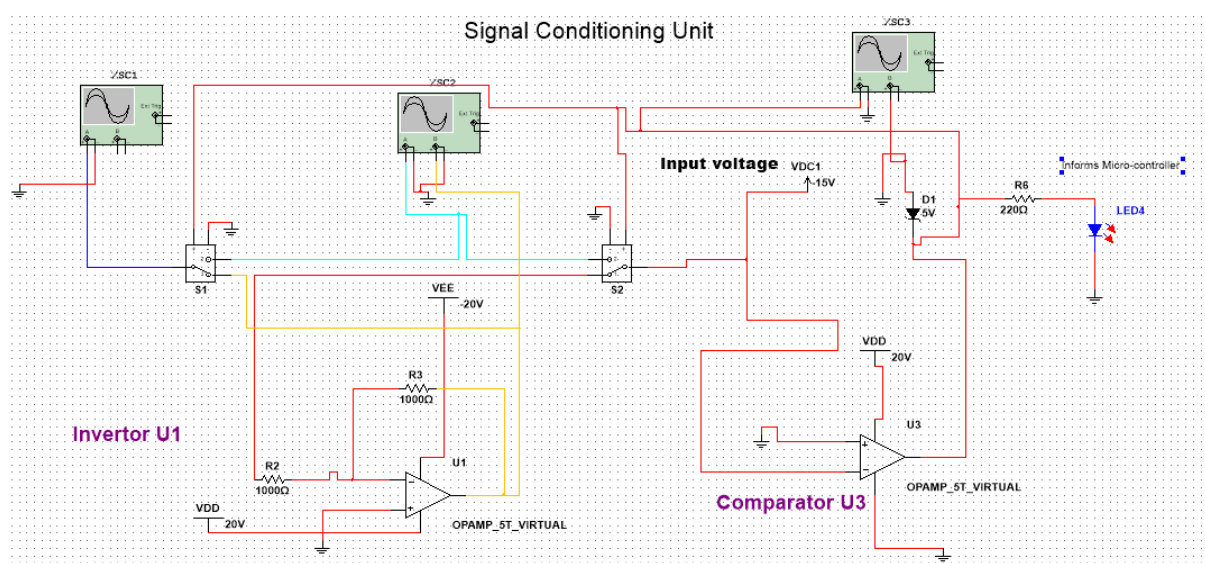 Signal Conditioning Unit
XSC3
Ext Trig
A
B
XSC1
Ext Trig
A
B
XSC2
Ext Trig
A
B
Input voltage
VDC1
-15V
Informs Micro-controller
D1
5V
R6
220Ω
LED4
+
-
S1
+
-
S2
VEE
-20V
VDD
20V
R3
1000Ω
Invertor U1
U3
+
-
U1
R2
1000Ω
-
+
OPAMP_5T_VIRTUAL
Comparator U3
VDD
20V
OPAMP_5T_VIRTUAL